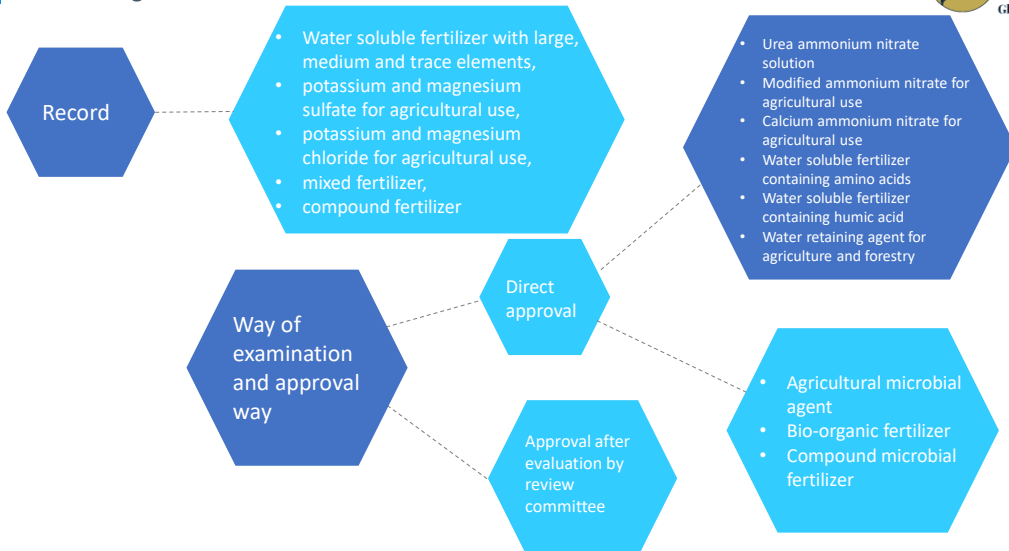 Record
• Water soluble fertilizer with large,
medium and trace elements,
• potassium and magnesium
sulfate for agricultural use,
• potassium and magnesium
chloride for agricultural use,
• mixed fertilizer,
• compound fertilizer
• Urea ammonium nitrate
solution
• Modified ammonium nitrate for
agricultural use
• Calcium ammonium nitrate for
agricultural use
• Water soluble fertilizer
containing amino acids
• Water soluble fertilizer
containing humic acid
• Water retaining agent for
agriculture and forestry
Direct
approval
Way of
examination
and approval
way
• Agricultural microbial
agent
• Bio-organic fertilizer
• Compound microbial
fertilizer
Approval after
evaluation by
review
committee